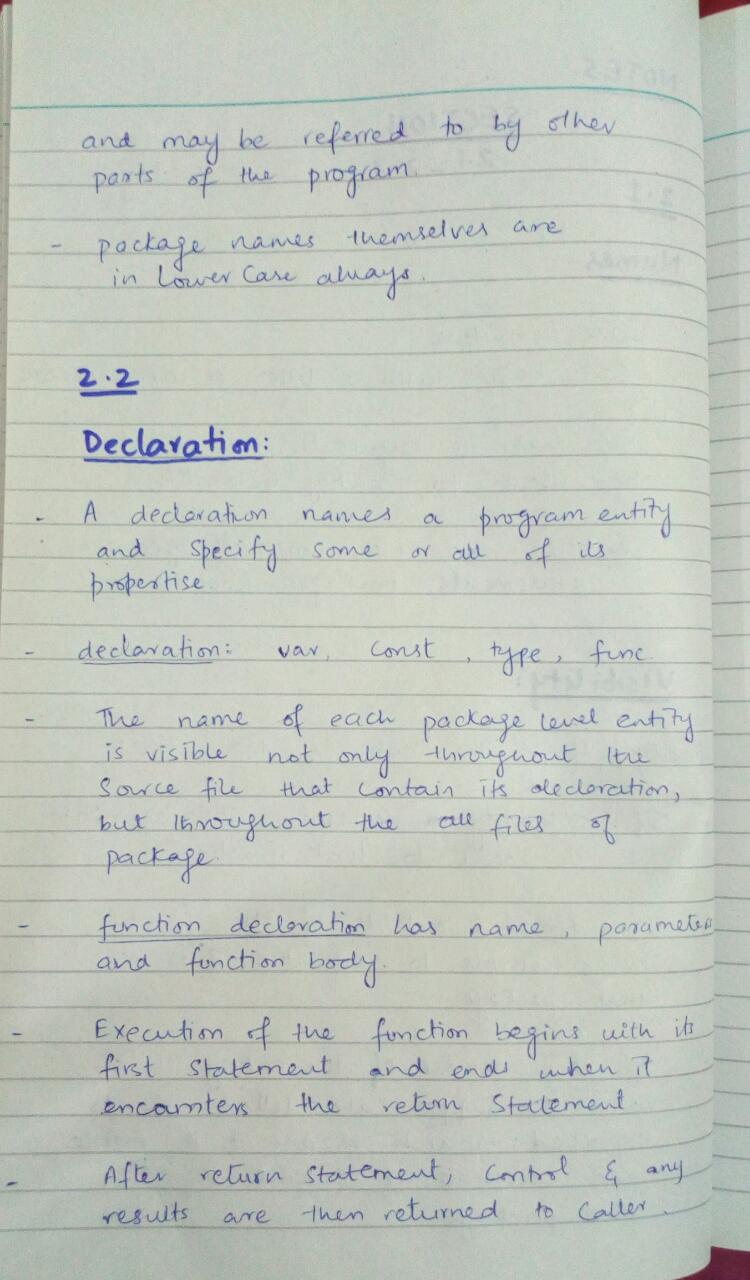 and may be referred to by other
parts of the program.
- package names themselves are
in Lower Case always.
2.2
Declaration:
- A declaration names a program entity
and Specify some or all of its
propertise
- declaration: var, Const, type, func.
- The name of each package level entity
is visible not only throughout the
Source file that contain its declaration,
but throughout the all files of
package.
- function declaration has name, parameters
and function body.
- Execution of the function begins with its
first Statement and ends when it
encounters the return Statement.
- After return statement, Control & any
results are then returned to Caller.